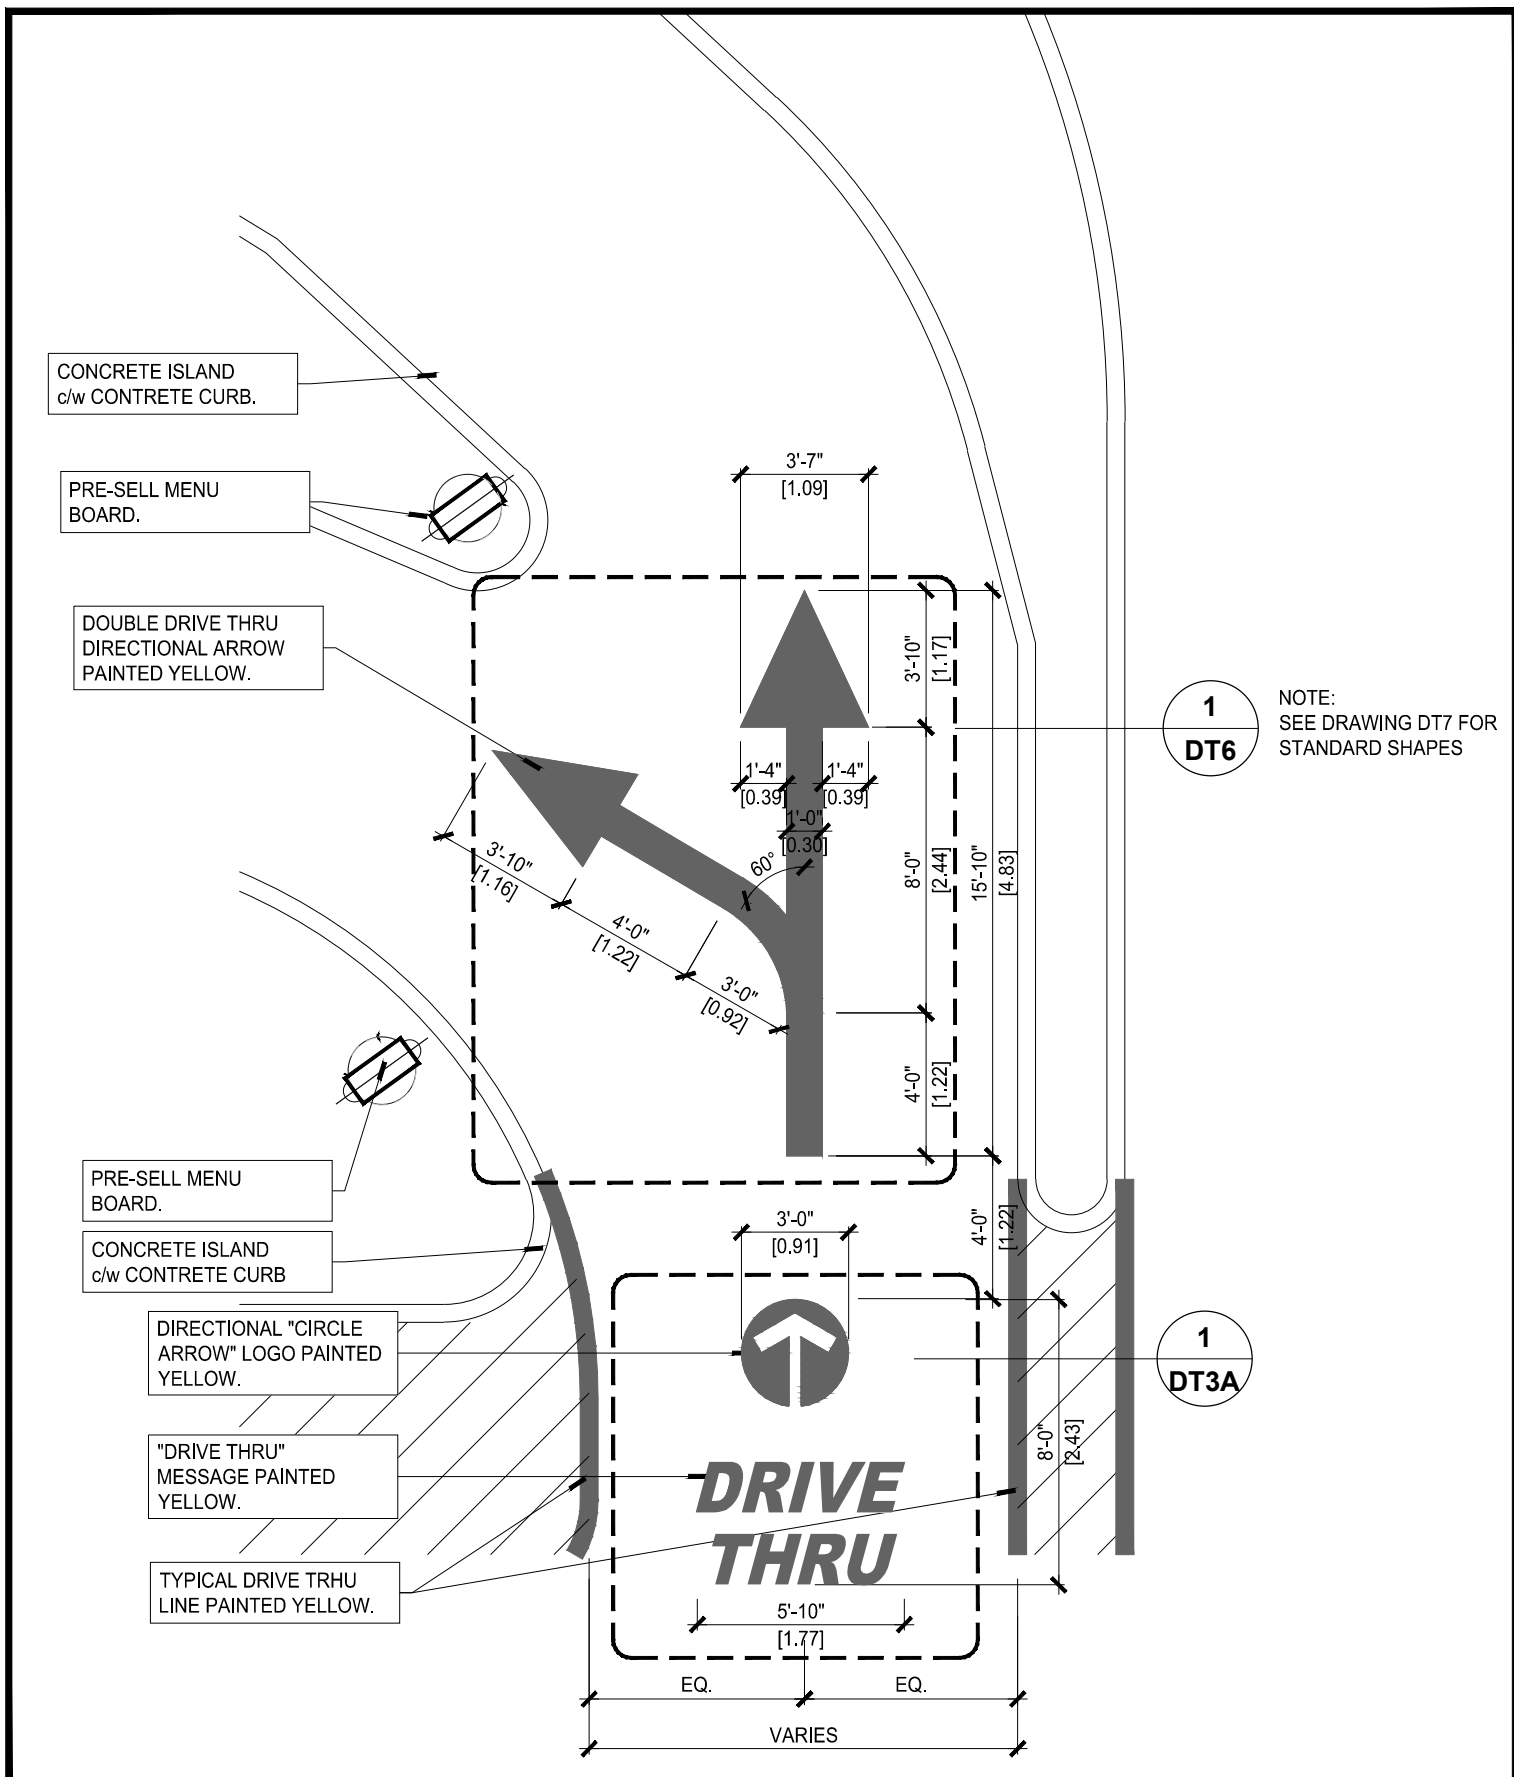 CONCRETE ISLAND
c/w CONTRETE CURB.
PRE-SELL MENU
BOARD.
3'-7"
[1.09]
DOUBLE DRIVE THRU
DIRECTIONAL ARROW
PAINTED YELLOW.
3'-10"
[1.17]
1
DT6
NOTE:
SEE DRAWING DT7 FOR
STANDARD SHAPES
1'-4"
[0.39]
1'-4"
[0.39]
1'-0"
[0.30]
60°
3'-10"
[1.16]
4'-0"
[1.22]
3'-0"
[0.92]
8'-0"
[2.44]
15'-10"
[4.83]
4'-0"
[1.22]
PRE-SELL MENU
BOARD.
CONCRETE ISLAND
c/w CONTRETE CURB
3'-0"
[0.91]
4'-0"
[1.22]
DIRECTIONAL "CIRCLE
ARROW" LOGO PAINTED
YELLOW.
1
DT3A
"DRIVE THRU"
MESSAGE PAINTED
YELLOW.
8'-0"
[2.43]
DRIVE
THRU
TYPICAL DRIVE TRHU
LINE PAINTED YELLOW.
5'-10"
[1.77]
EQ.
EQ.
VARIES